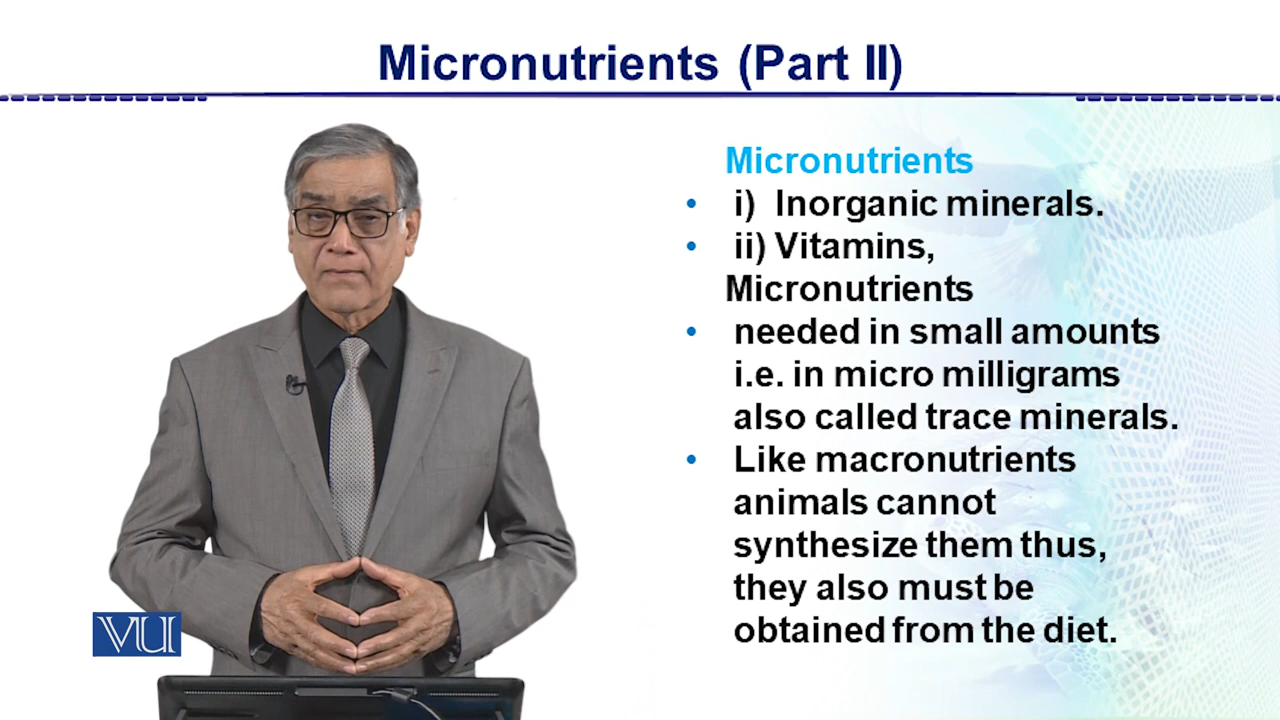 Micronutrients (Part II)
Micronutrients
• i) Inorganic minerals.
• ii) Vitamins,
Micronutrients
• needed in small amounts
i.e. in micro milligrams
also called trace minerals.
• Like macronutrients
animals cannot
synthesize them thus,
they also must be
obtained from the diet.
VU